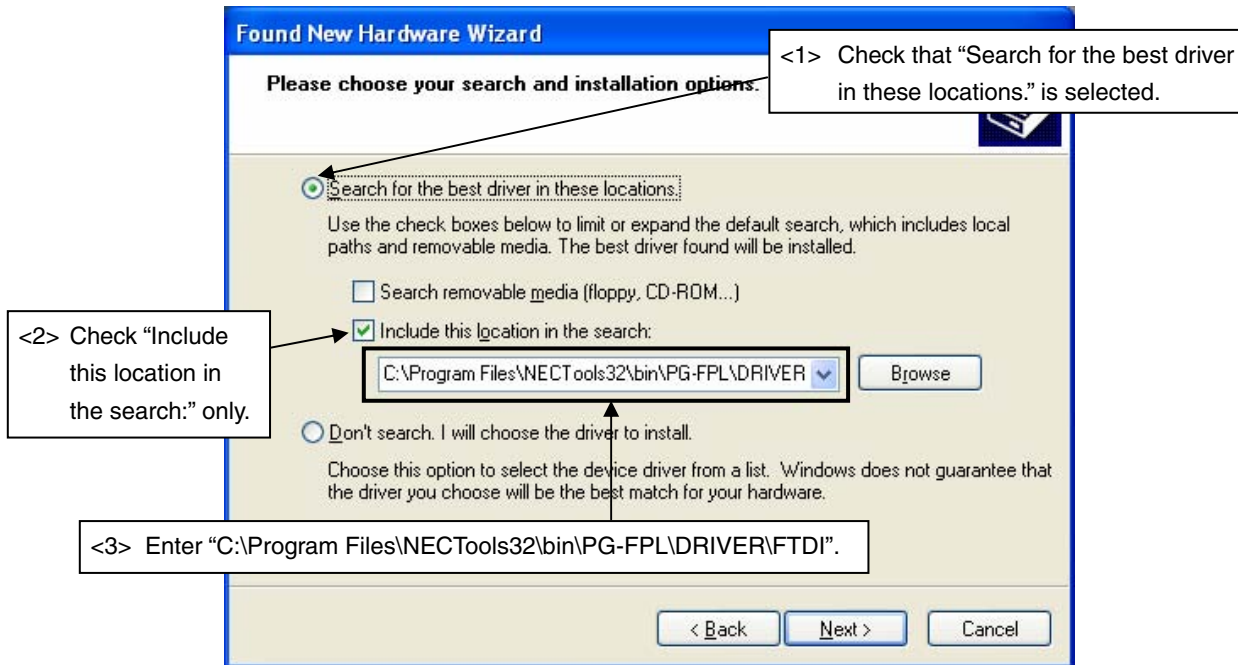 Found New Hardware Wizard
<1> Check that “Search for the best driver
in these locations.” is selected.
Please choose your search and installation options.
Search for the best driver in these locations.
Use the check boxes below to limit or expand the default search, which includes local
paths and removable media. The best driver found will be installed.
Search removable media (floppy, CD-ROM...)
<2> Check “Include
this location in
the search:” only.
Include this location in the search:
C:\Program Files\NECTools32\bin\PG-FPL\DRIVER
Browse
Don't search. I will choose the driver to install.
Choose this option to select the device driver from a list. Windows does not guarantee that
the driver you choose will be the best match for your hardware.
<3> Enter “C:\Program Files\NECTools32\bin\PG-FPL\DRIVER\FTDI”.
< Back
Next >
Cancel